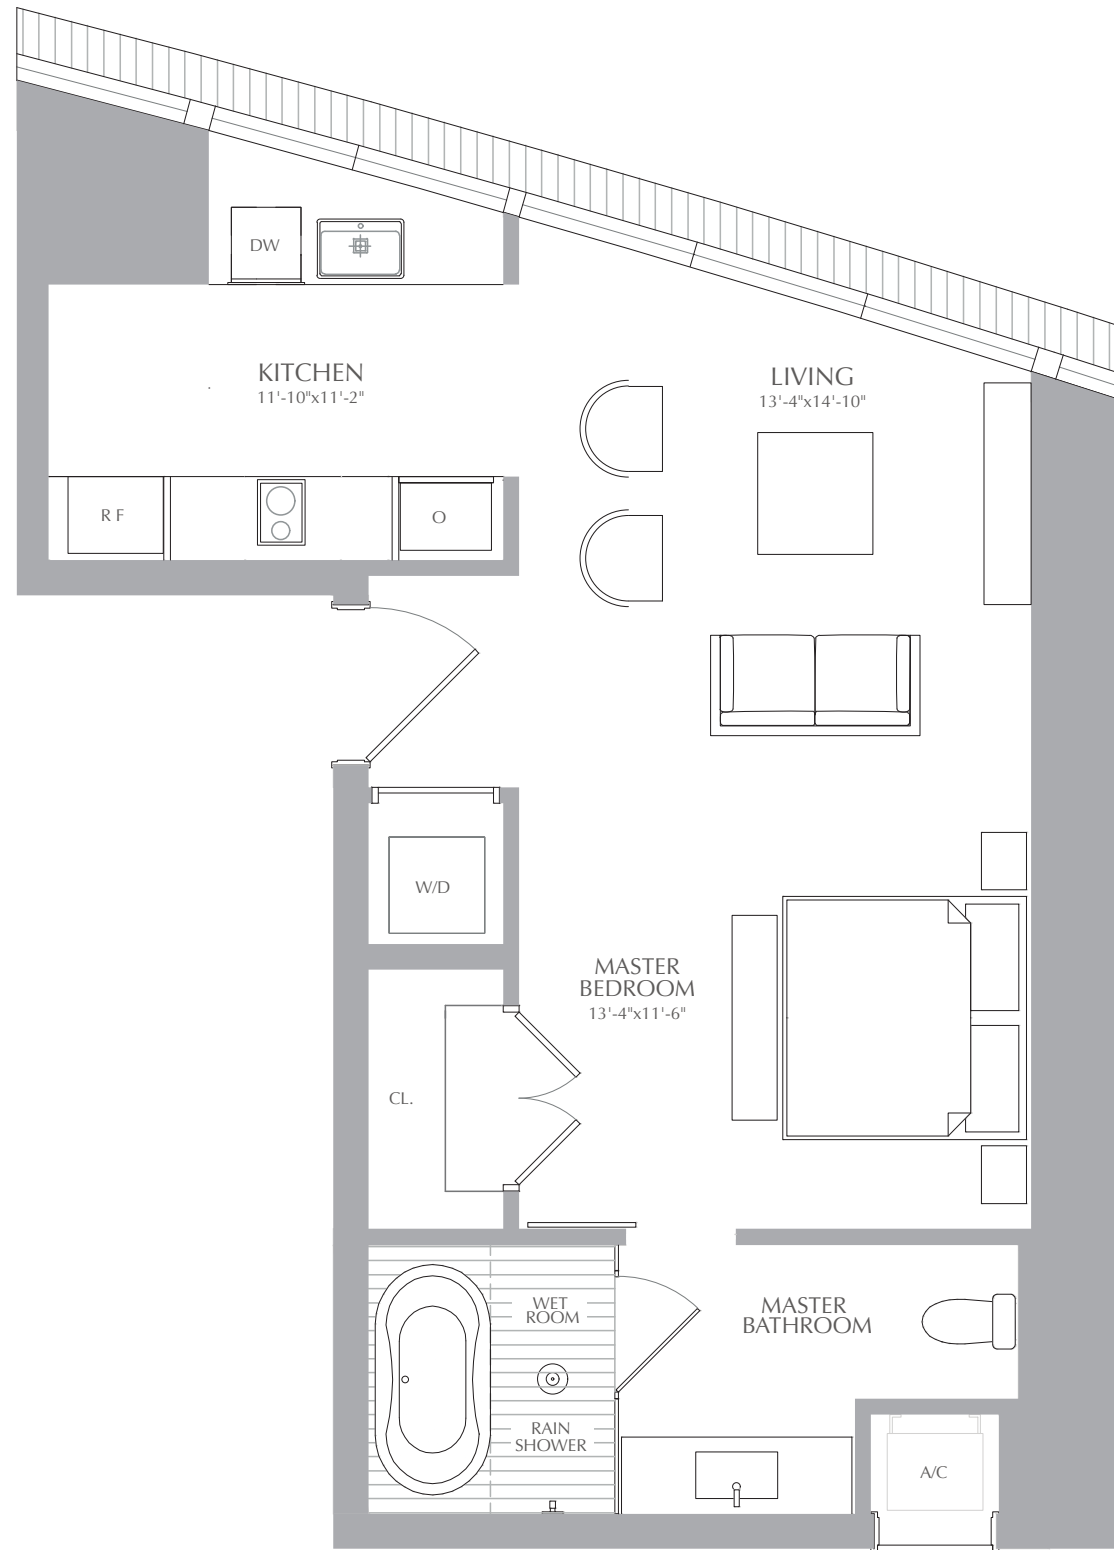 DW
KITCHEN
11'-10"x11'-2"
LIVING
13'-4"x14'-10"
R F
O
W/D
MASTER
BEDROOM
13'-4"x11'-6"
CL.
WET
ROOM
MASTER
BATHROOM
RAIN
SHOWER
A/C